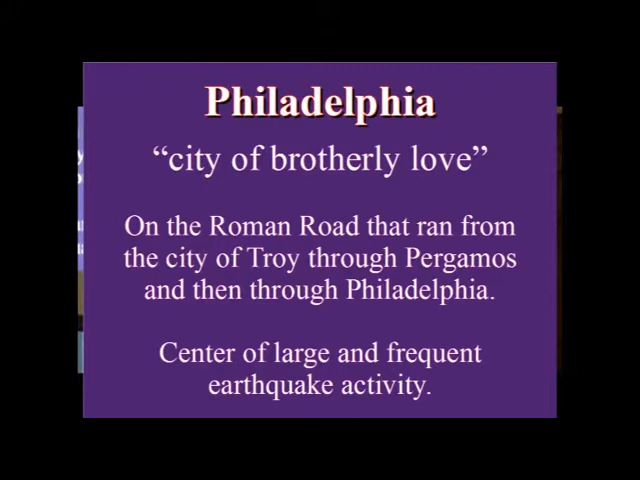 Philadelphia
“city of brotherly love”
On the Roman Road that ran from
the city of Troy through Pergamos
and then through Philadelphia.
Center of large and frequent
earthquake activity.